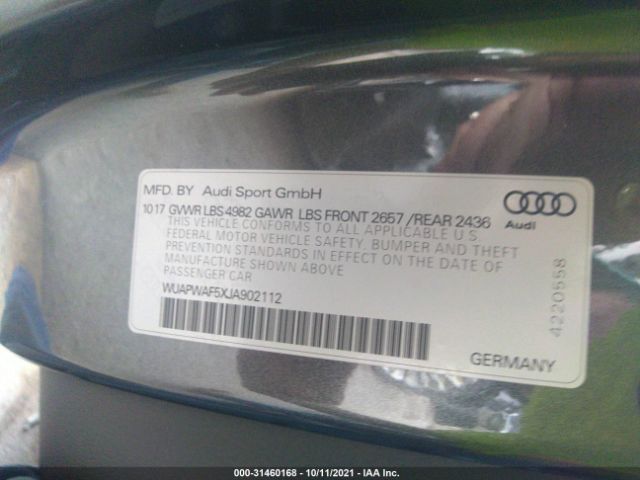 MFD. BY Audi Sport GmbH
10 17 GVWR LBS 4982 GAWR LBS FRONT 2657 /REAR 2436
THIS VEHICLE CONFORMS TO ALL APPLICABLE U S
FEDERAL MOTOR VEHICLE SAFETY, BUMPER AND THEFT
PREVENTION STANDARDS IN EFFECT ON THE DATE OF
MANUFACTURE SHOWN ABOVE
PASSENGER CAR
WUAPWAF5XJA902112
Audi
4220558
GERMANY
000-31460168 - 10/11/2021 - IAA Inc.